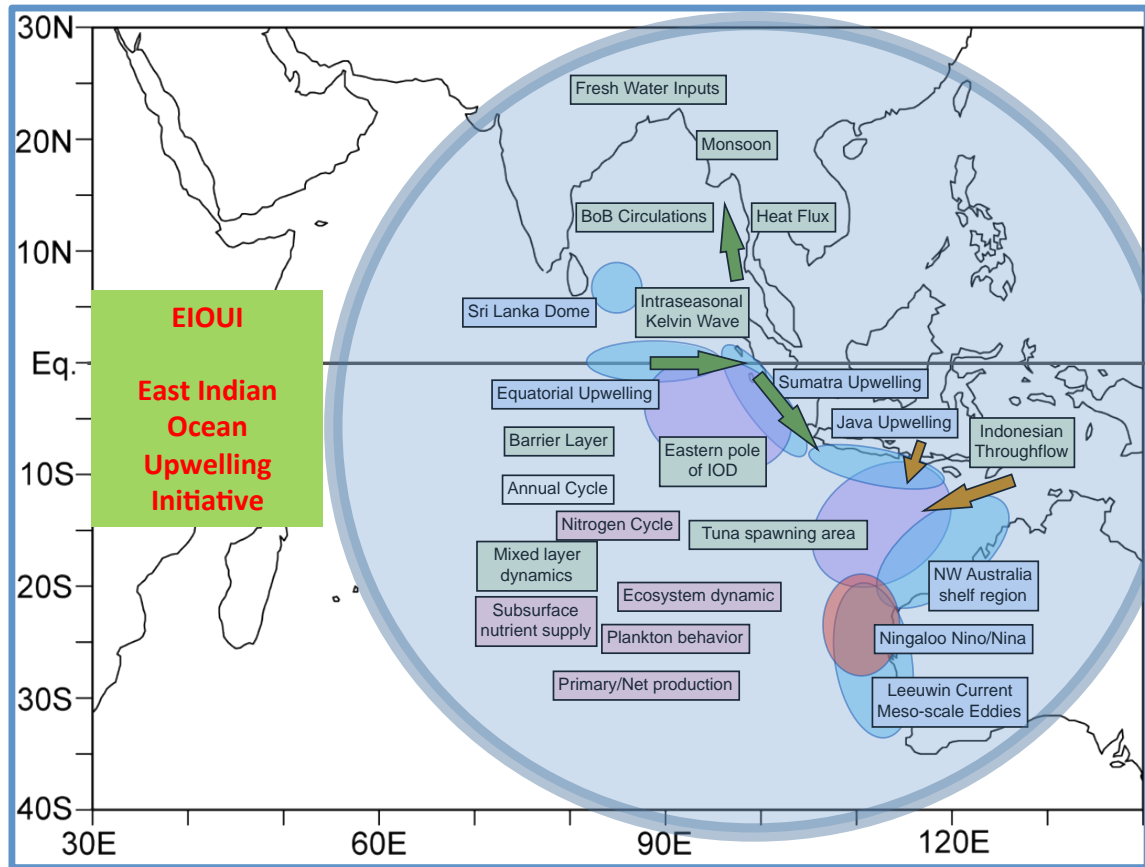 30N
20N
10N
Eq.
10S
20S
30S
40S
30E
60E
90E
120E
EIOUI
East Indian
Ocean
Upwelling
Initiative
Fresh Water Inputs
Monsoon
BoB Circulations
Heat Flux
Sri Lanka Dome
Intraseasonal
Kelvin Wave
Equatorial Upwelling
Sumatra Upwelling
Java Upwelling
Indonesian
Throughflow
Barrier Layer
Eastern pole
of IOD
Annual Cycle
Nitrogen Cycle
Tuna spawning area
Mixed layer
dynamics
NW Australia
shelf region
Subsurface
nutrient supply
Ecosystem dynamic
Plankton behavior
Ningaloo Nino/Nina
Primary/Net production
Leeuwin Current
Meso-scale Eddies